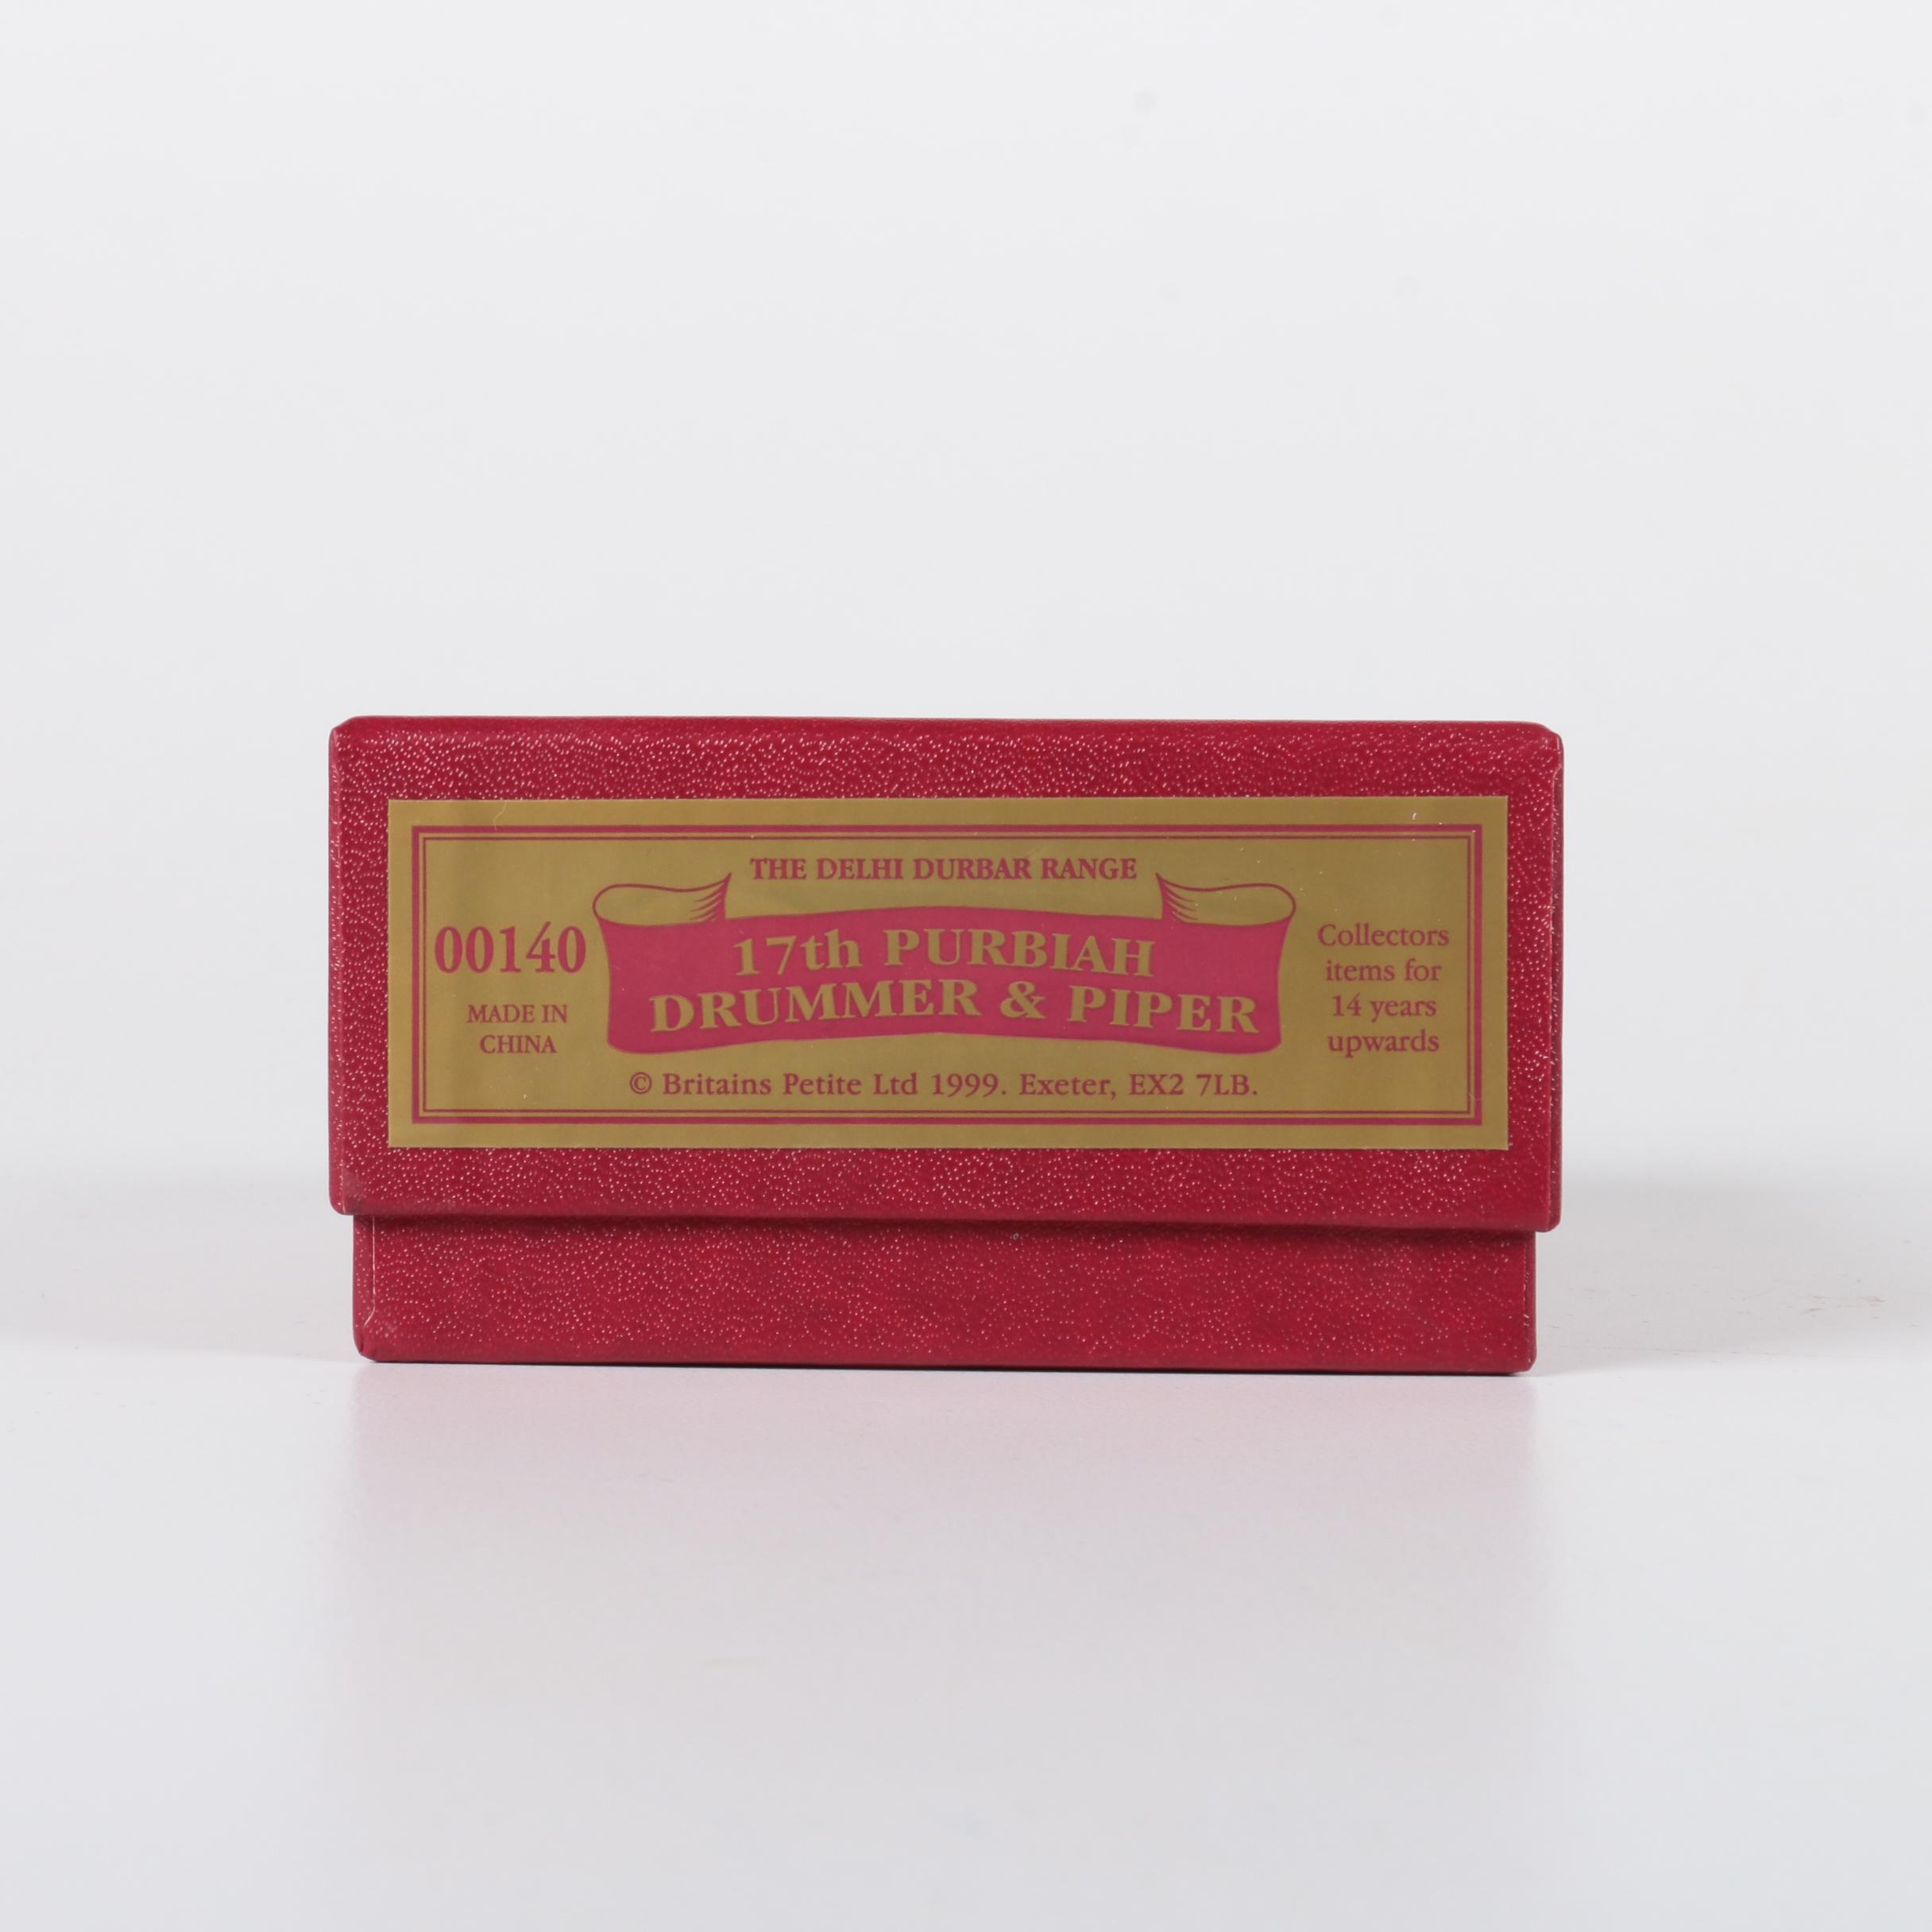 THE DELHI DURBAR RANGE
00140
MADE IN
CHINA
17th PURBIAH
DRUMMER & PIPER
Collectors
items for
14 years
upwards
© Britains Petite Ltd 1999. Exeter, EX2 7LB.